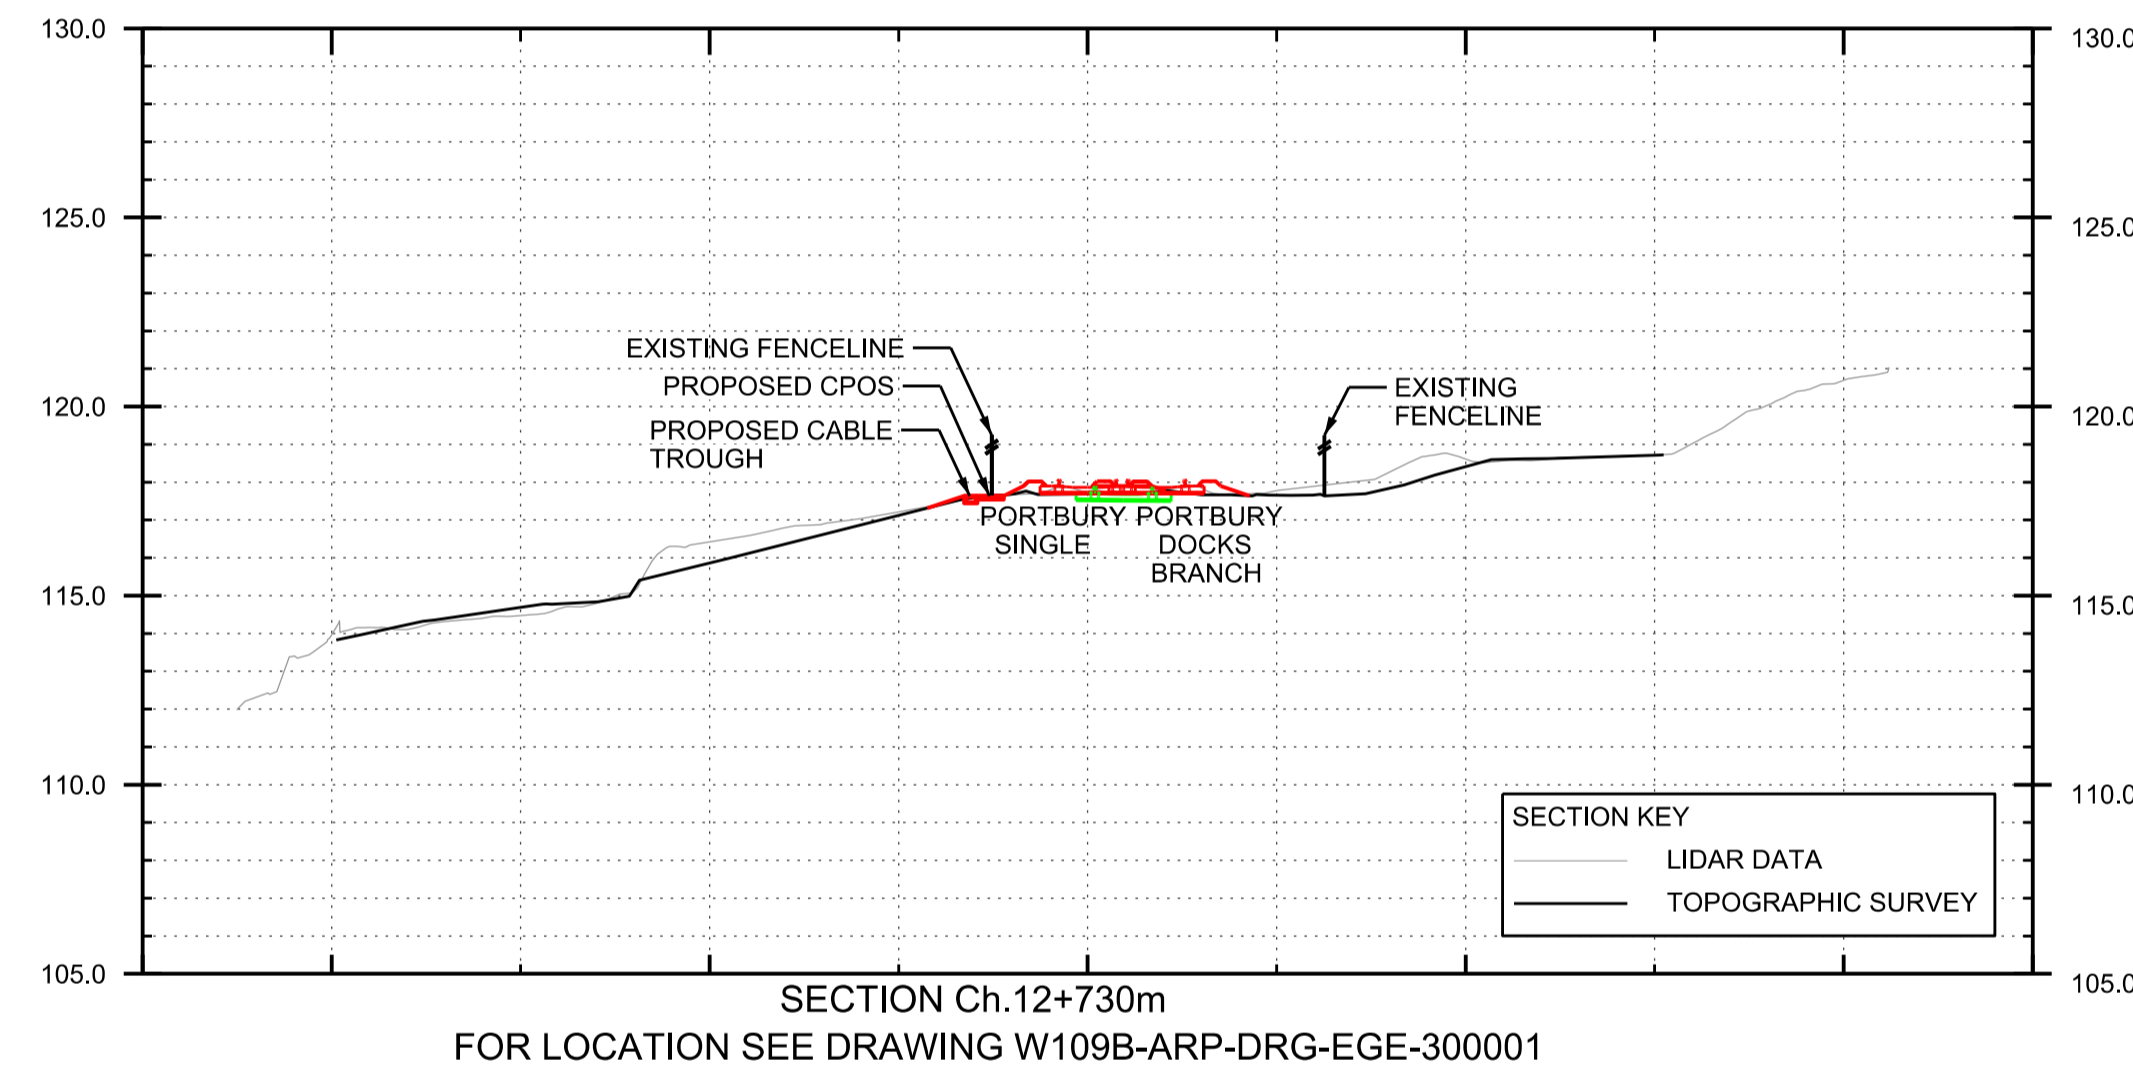 130.0
130.0
125.0
125.0
EXISTING FENCELINE
PROPOSED CPOS
PROPOSED CABLE
TROUGH
EXISTING
FENCELINE
120.0
120.0
PORTBURY
SINGLE
PORTBURY
DOCKS
BRANCH
115.0
115.0
110.0
110.0
SECTION KEY
LIDAR DATA
TOPOGRAPHIC SURVEY
105.0
105.0
SECTION Ch.12+730m
FOR LOCATION SEE DRAWING W109B-ARP-DRG-EGE-300001